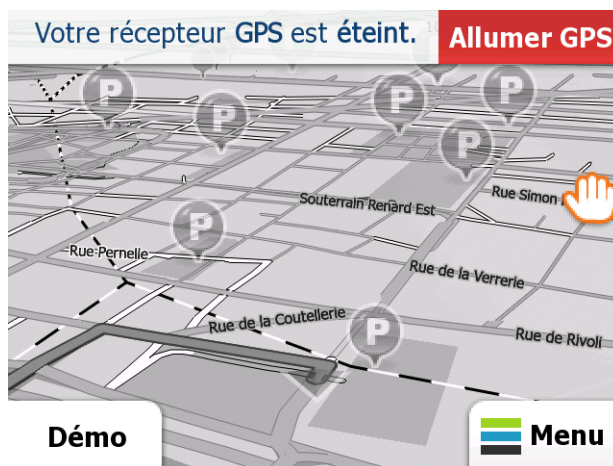 Votre récepteur GPS est éteint.
Allumer GPS
P
P
P
P
P
Souterrain Renard Est
Rue Simon
P
Rue Pernelle
Rue de la Verrerie
Rue de la Coutellerie
P
Rue de Rivoli
Démo
Menu